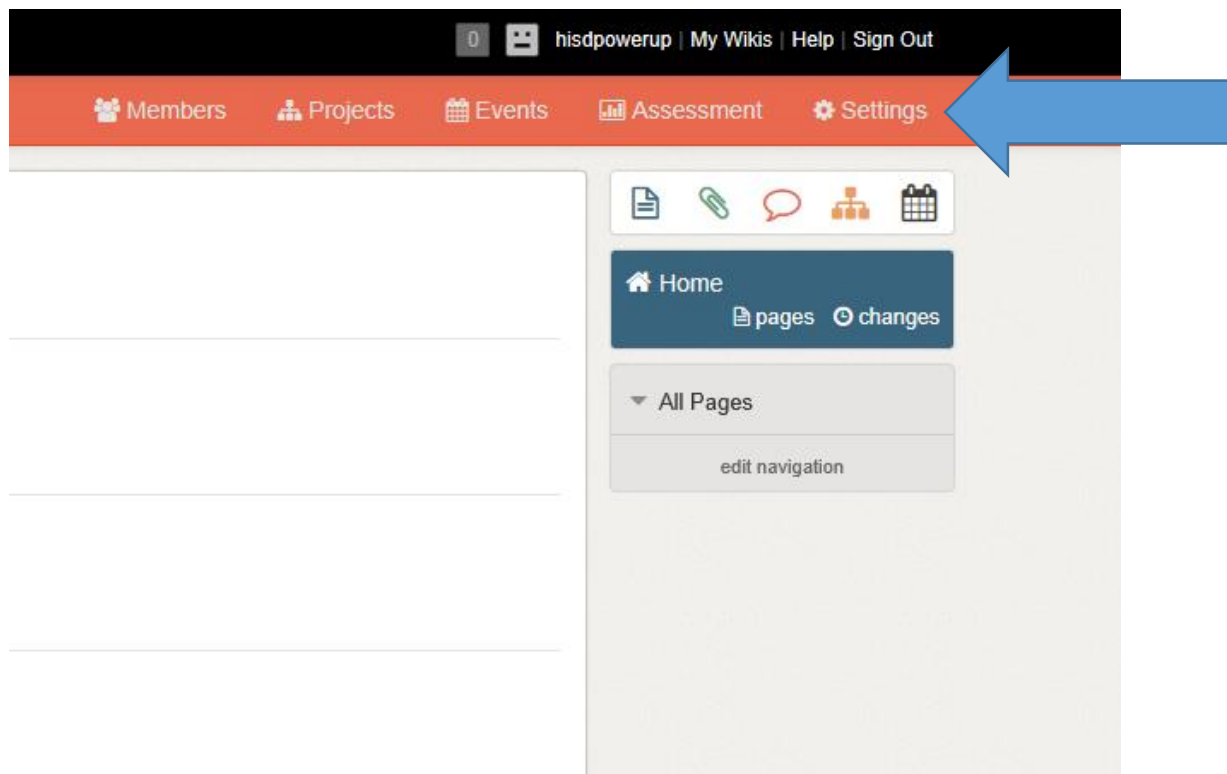 0 hisdpowerup | My Wikis | Help | Sign Out
Members Projects Events Assessment Settings
Home
pages changes
All Pages
edit navigation